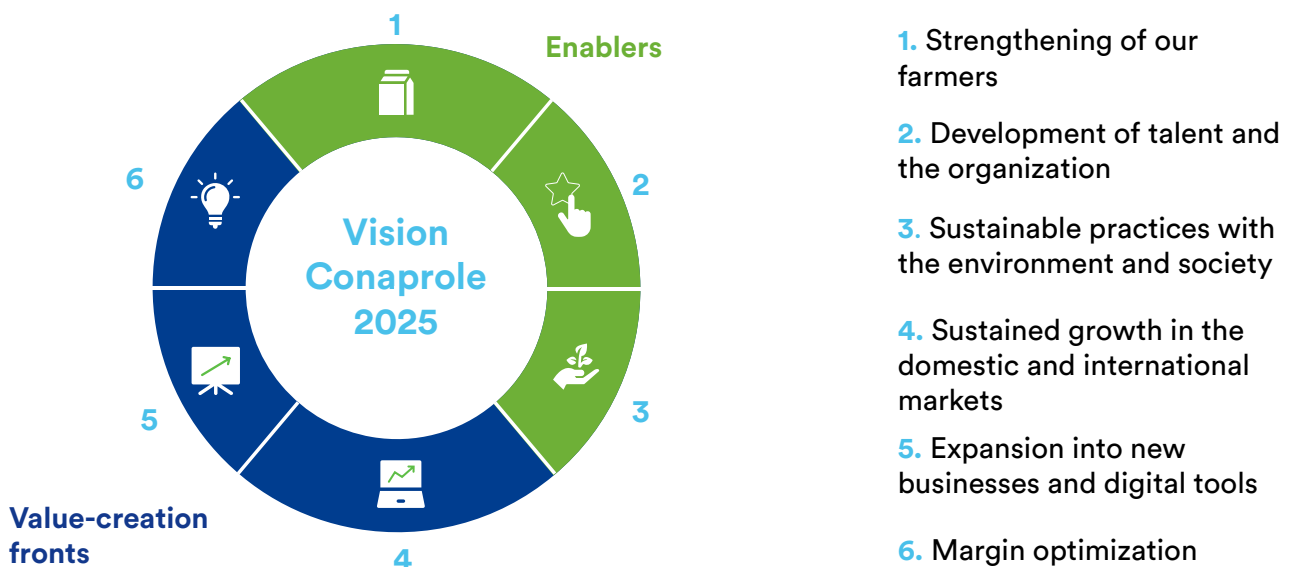 1
Enablers
6
2
Vision
Conaprole
2025
5
3
Value-creation
fronts
4
1. Strengthening of our
farmers
2. Development of talent and
the organization
3. Sustainable practices with
the environment and society
4. Sustained growth in the
domestic and international
markets
5. Expansion into new
businesses and digital tools
6. Margin optimization